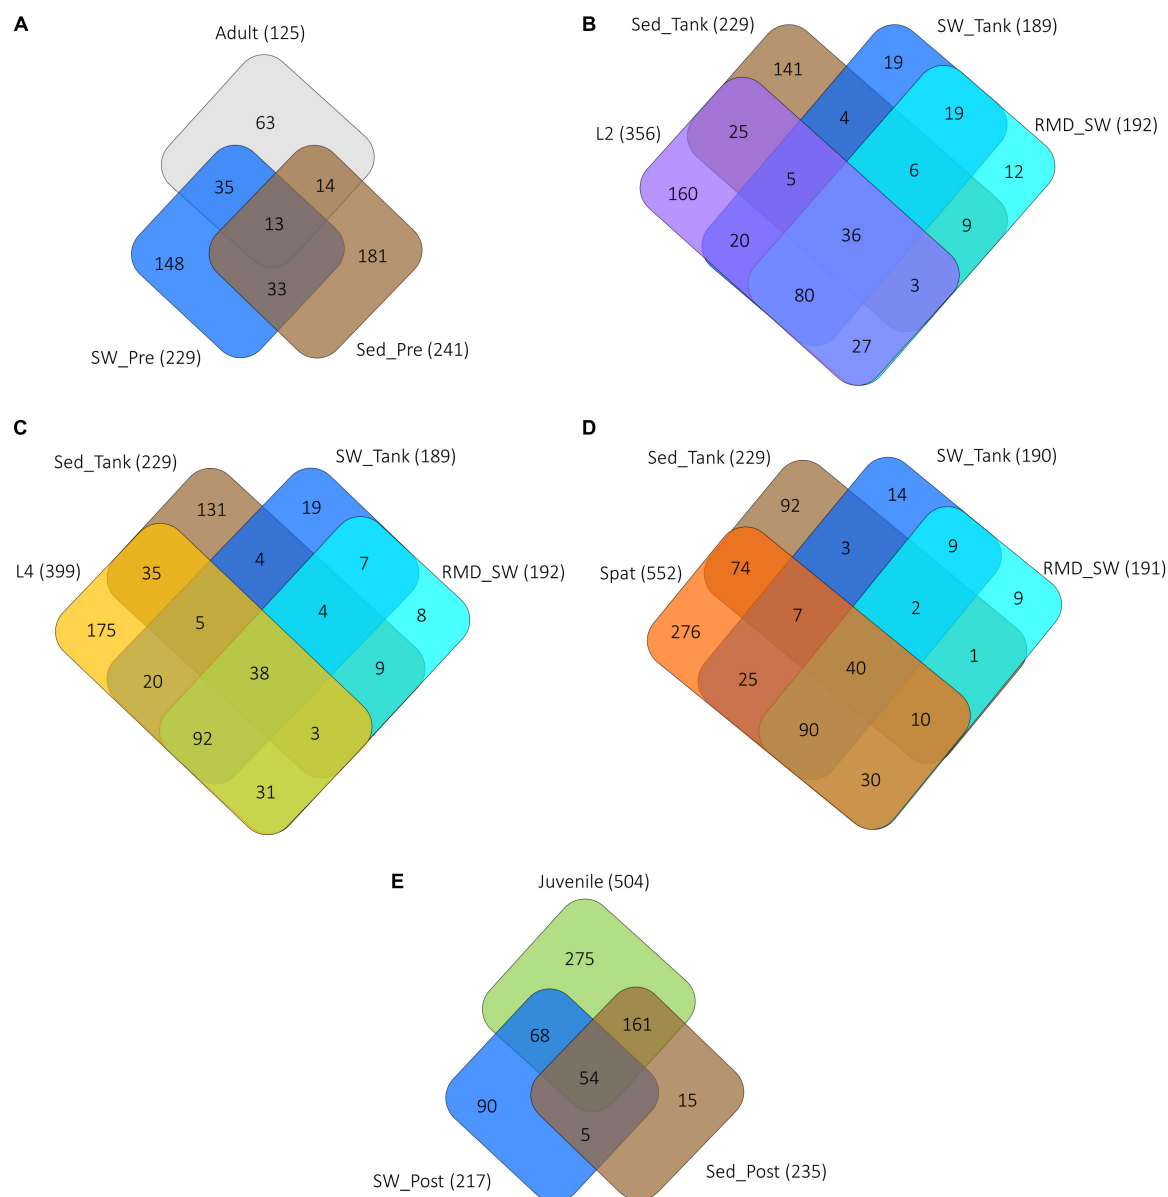 A
Adult (125)
63
35
14
13
148
181
33
SW_Pre (229)
Sed_Pre (241)
B
Sed_Tank (229)
SW_Tank (189)
L2 (356)
RMD_SW (192)
141
19
4
19
25
5
6
12
160
20
36
9
80
3
27
C
Sed_Tank (229)
SW_Tank (189)
L4 (399)
RMD_SW (192)
131
19
4
7
35
5
4
8
175
20
38
9
92
3
31
D
Sed_Tank (229)
SW_Tank (190)
Spat (552)
RMD_SW (191)
92
14
3
9
74
7
2
9
276
25
40
1
90
10
30
E
Juvenile (504)
275
68
161
54
90
15
5
SW_Post (217)
Sed_Post (235)